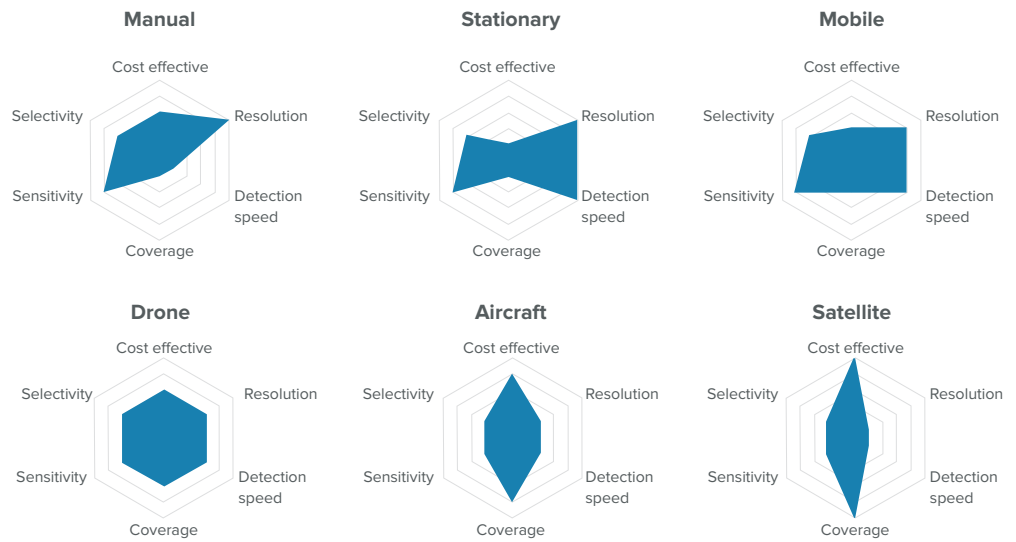 Manual
Cost effective
Selectivity
Resolution
Sensitivity
Detection
speed
Coverage
Stationary
Cost effective
Selectivity
Resolution
Sensitivity
Detection
speed
Coverage
Mobile
Cost effective
Selectivity
Resolution
Sensitivity
Detection
speed
Coverage
Drone
Cost effective
Selectivity
Resolution
Sensitivity
Detection
speed
Coverage
Aircraft
Cost effective
Selectivity
Resolution
Sensitivity
Detection
speed
Coverage
Satellite
Cost effective
Selectivity
Resolution
Sensitivity
Detection
speed
Coverage